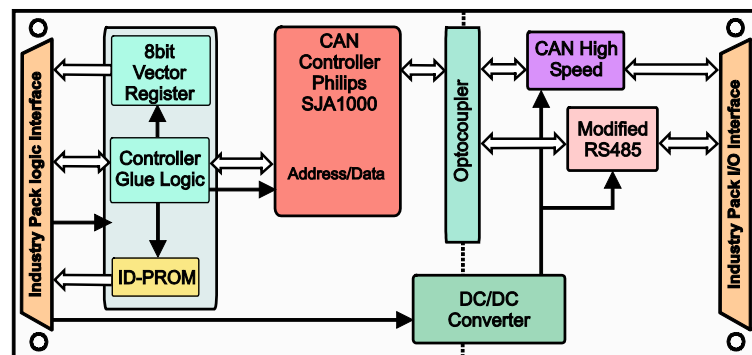 Industry Pack logic Interface
8bit
Vector
Register
Controller
Glue Logic
ID-PROM
CAN
Controller
Philips
SJA1000
Address/Data
Optocoupler
CAN High
Speed
Modified
RS485
DC/DC
Converter
Industry Pack I/O Interface